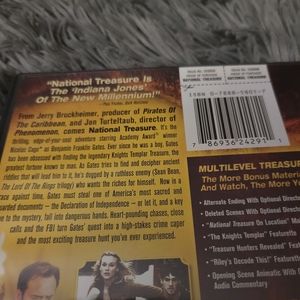 "National Treasure Is
The 'Indiana Jones'
Of The New Millennium!"
From Jerry Bruckheimer, producer of Pirates Of
The Caribbean, and Jon Turteltaub, director of
Phenomenon, comes National Treasure. It's the
thrilling, edge-of-your-seat adventure starring Academy Award® winner
Nicolas Cage as Benjamin Franklin Gates. Ever since he was a boy, Gates
has been obsessed with finding the legendary Knights Templar Treasure, the
greatest fortune known to man. As Gates tries to find and decipher ancient
riddles that will lead him to it, he's dogged by a ruthless enemy (Sean Bean,
The Lord Of The Rings trilogy) who wants the riches for himself. Now in a
race against time, Gates must steal one of America's most sacred and
guarded documents — the Declaration of Independence — or let it, and a key
to the mystery, fall into dangerous hands. Heart-pounding chases, close
calls and the FBI turn Gates' quest into a high-stakes crime caper
and the most exciting treasure hunt you've ever experienced.
NATIONAL TREASURE
NATIONAL TREASURE
7 86936 24291
MULTILEVEL TREASUR
The More Bonus Materia
And Watch, The More Yo
• Alternate Ending With Optional Direct
• Deleted Scenes With Optional Direct
• "National Treasure On Location" Ma
• "The Knights Templar" Featurette
• "Treasure Hunters Revealed" Featu
• "Riley's Decode This!" Featurette
• Opening Scene Animatic With
Audio Commentary